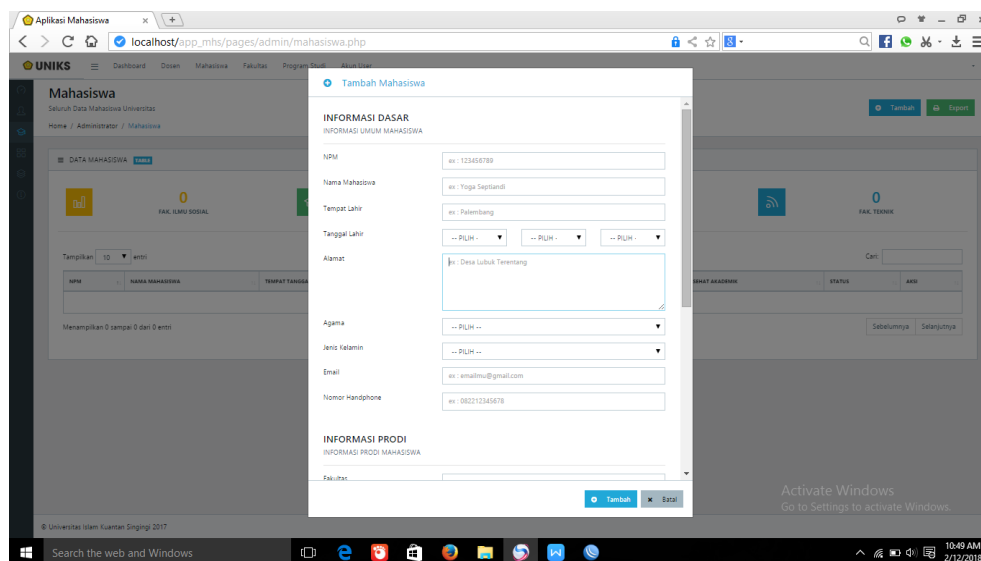 Aplikasi Mahasiswa
localhost/app_mhs/pages/admin/mahasiswa.php
UNIKS Dashboard Dosen Mahasiswa Fakultas Program Studi Akun User
Mahasiswa
Seluruh Data Mahasiswa Universitas
Home / Administrator / Mahasiswa
Tambah Export
DATA MAHASISWA TABLE
0
FAK. ILMU SOSIAL
0
FAK. TEKNIK
Tampilkan 10 entri
Cari:
NPM NAMA MAHASISWA TEMPAT TANGGA AKADEMIK STATUS AKSI
Menampilkan 0 sampai 0 dari 0 entri
Sebelumnya Selanjutnya
Tambah Mahasiswa
INFORMASI DASAR
INFORMASI UMUM MAHASISWA
NPM ex : 123456789
Nama Mahasiswa ex : Yoga Septiandi
Tempat Lahir ex : Palembang
Tanggal Lahir -- PILIH - -- PILIH - -- PILIH -
Alamat ex : Desa Lubuk Terentang
Agama -- PILIH --
Jenis Kelamin -- PILIH --
Email ex : emailmu@gmail.com
Nomor Handphone ex : 082212345678
INFORMASI PRODI
INFORMASI PRODI MAHASISWA
Fakultas
Tambah Batal
Activate Windows
Go to Settings to activate Windows.
© Universitas Islam Kuantan Singingi 2017
Search the web and Windows
10:49 AM
2/12/2018